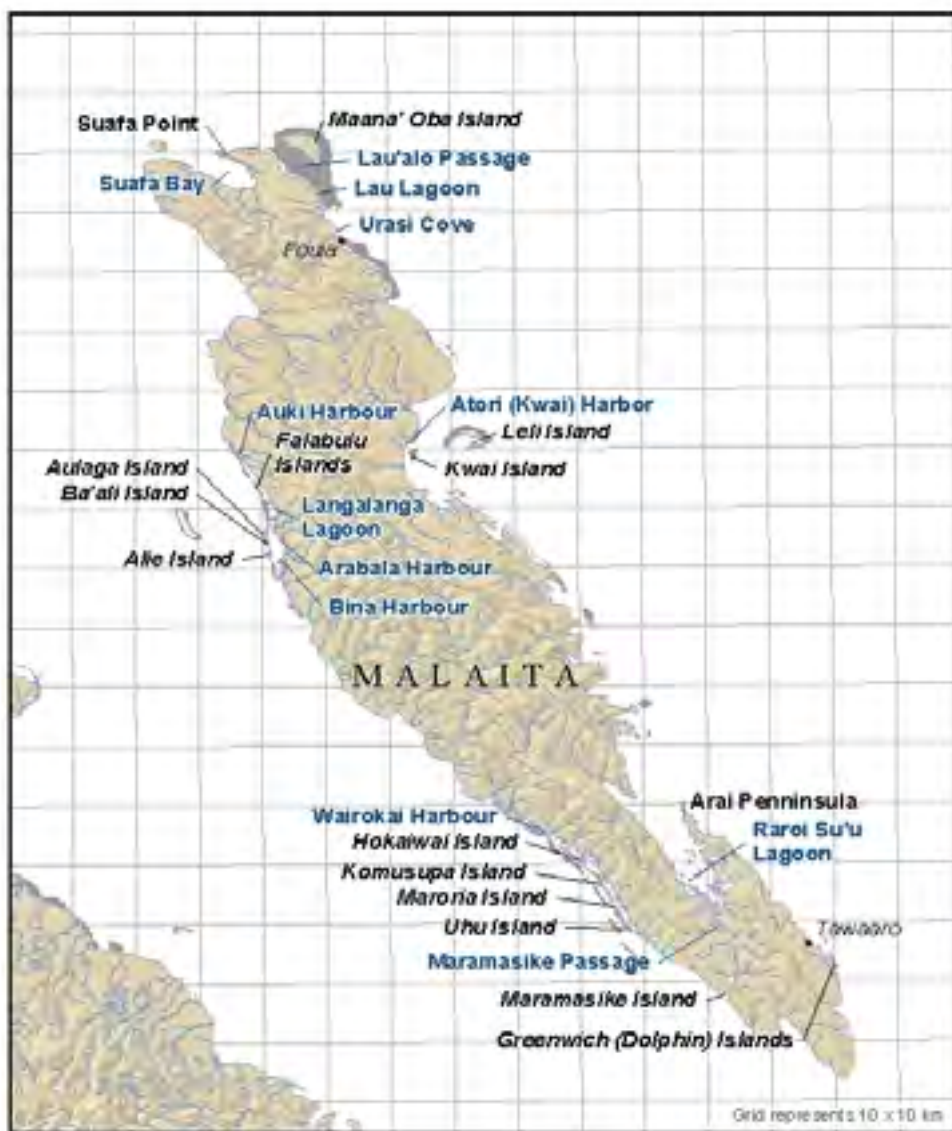 Suafa Point
Maana' Oba Island
Lau'alo Passage
Suafa Bay
Lau Lagoon
Urasi Cove
Fouia
Auki Harbour
Atori (Kwai) Harbor
Leli Island
Falabulu
Islands
Kwai Island
Aulaga Island
Ba'ali Island
Langalanga
Lagoon
Alie Island
Arabala Harbour
Bina Harbour
MALAITA
Arai Penninsula
Wairokai Harbour
Raroi Su'u
Lagoon
Hokaiwai Island
Komusupa Island
Maroria Island
Uhu Island
Tawaaro
Maramasike Passage
Maramasike Island
Greenwich (Dolphin) Islands
Grid represents 10 x 10 km